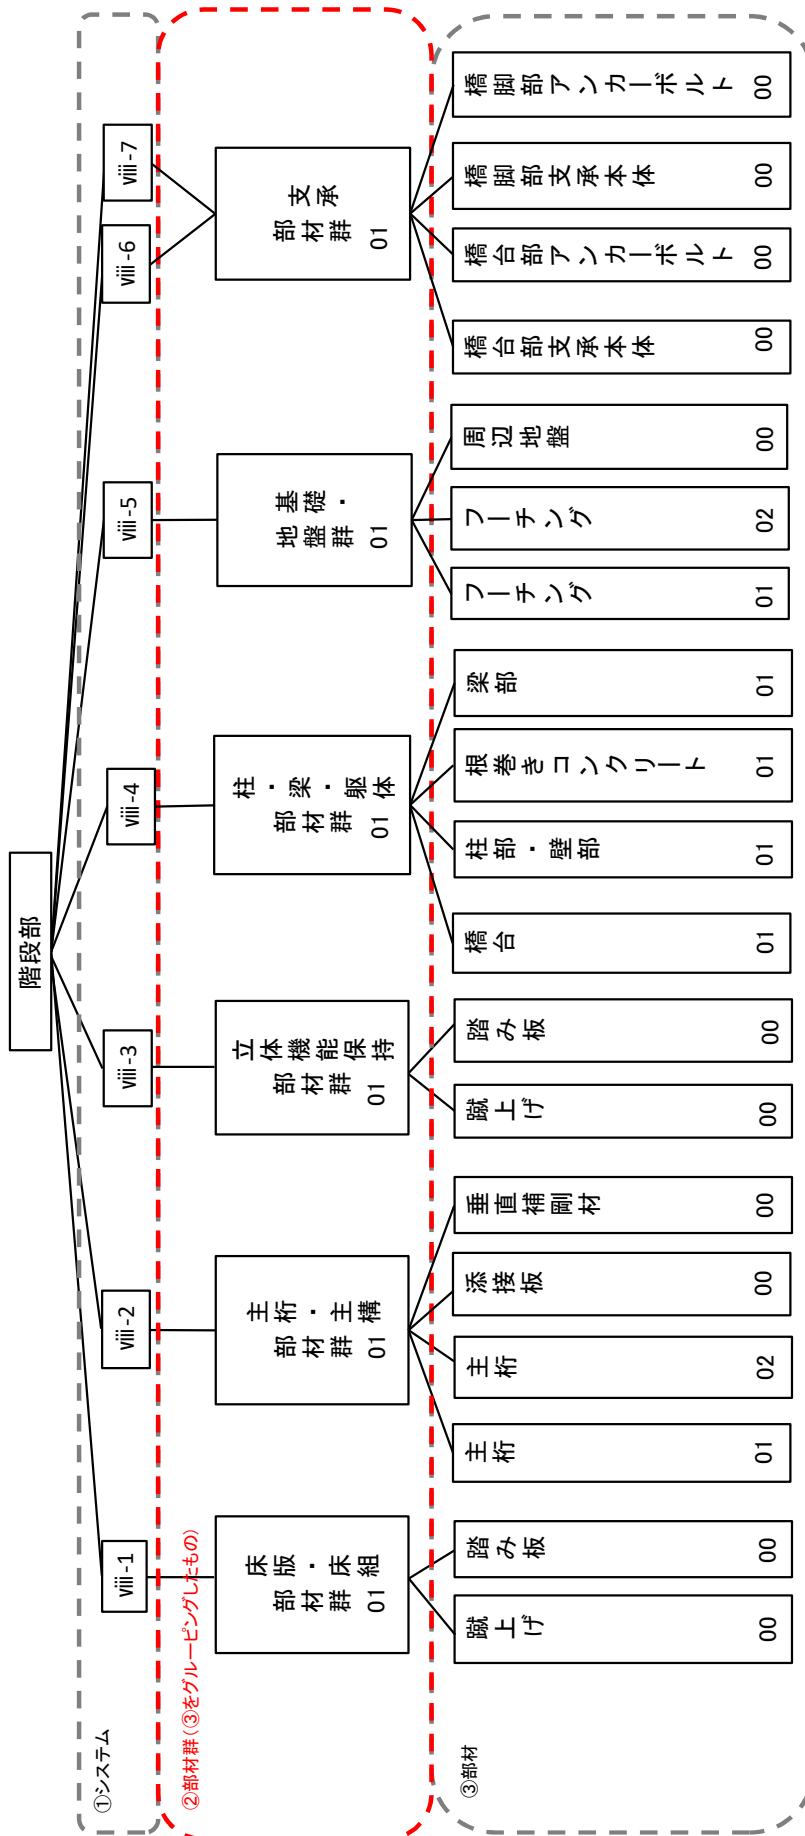 階段部
①システム
viii-1
viii-2
viii-3
viii-4
viii-5
viii-6
viii-7
②部材群(③をグルーピングしたもの)
床版・床組
部材群
01
主桁・主構
部材群
01
立体機能保持
部材群
01
柱・梁・躯体
部材群
01
基礎・
地盤群
01
支承
部材群
01
③部材
蹴上げ
00
踏み板
00
主桁
01
主桁
02
添接板
00
垂直補剛材
00
蹴上げ
00
踏み板
00
橋台
01
柱部・壁部
01
根巻きコンクリート
01
梁部
01
フーチング
01
フーチング
02
周辺地盤
00
橋台部支承本体
00
橋台部アンカーボルト
00
橋脚部支承本体
00
橋脚部アンカーボルト
00